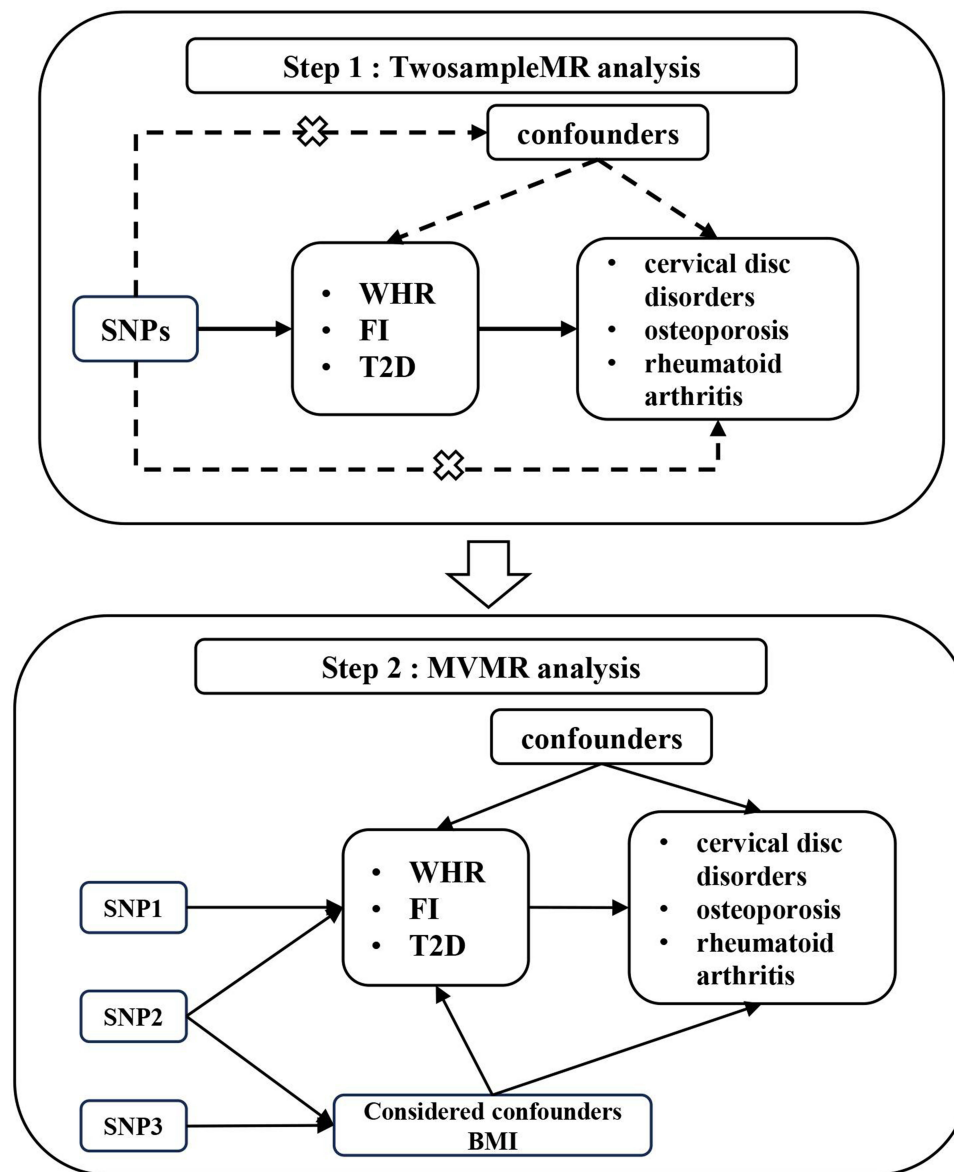 Step 1 : TwosampleMR analysis
confounders
SNPs
• WHR
• FI
• T2D
• cervical disc
disorders
• osteoporosis
• rheumatoid
arthritis
Step 2 : MVMR analysis
confounders
SNP1
SNP2
SNP3
• WHR
• FI
• T2D
• cervical disc
disorders
• osteoporosis
• rheumatoid
arthritis
Considered confounders
BMI